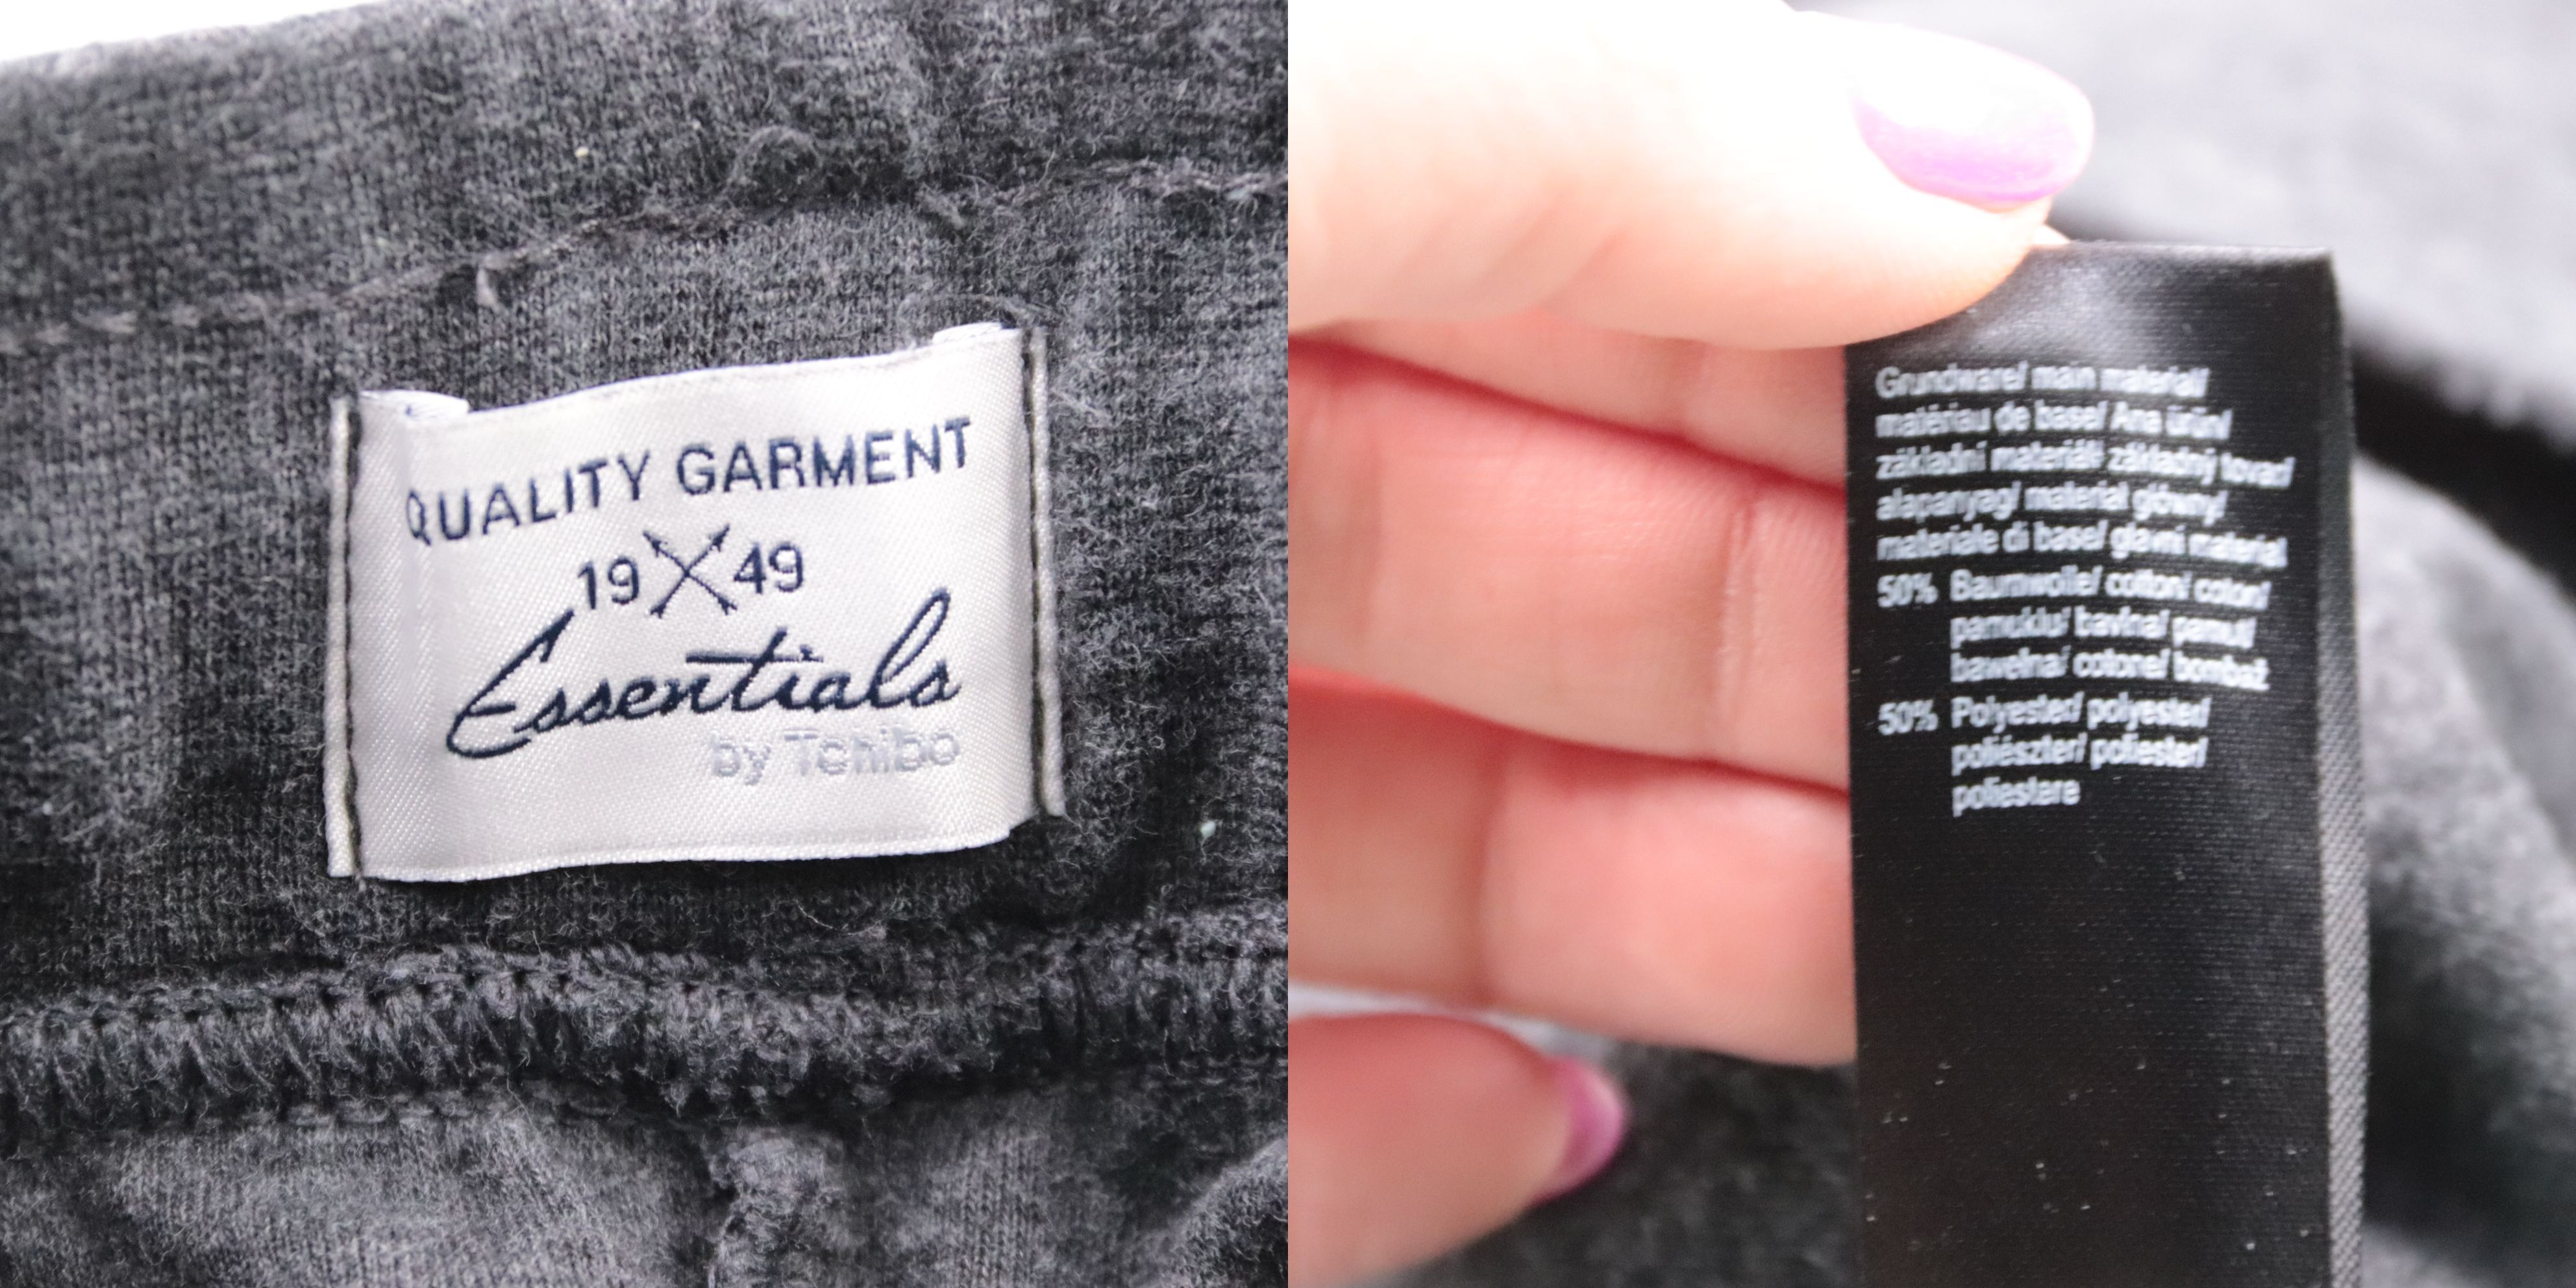 QUALITY GARMENT
19 49
Essentials
by Tchibo
Grundware/ main material/
matériau de base/ Ana ürün/
základní materiál/ základný tovar/
alapanyag/ materiał główny/
materiale di base/ glavni material
50% Baumwolle/ cotton/ coton/
pamuklu/ bavlna/ pamut/
bawełna/ cotone/ bombaž
50% Polyester/ polyester/
poliészter/ poliester/
poliestere